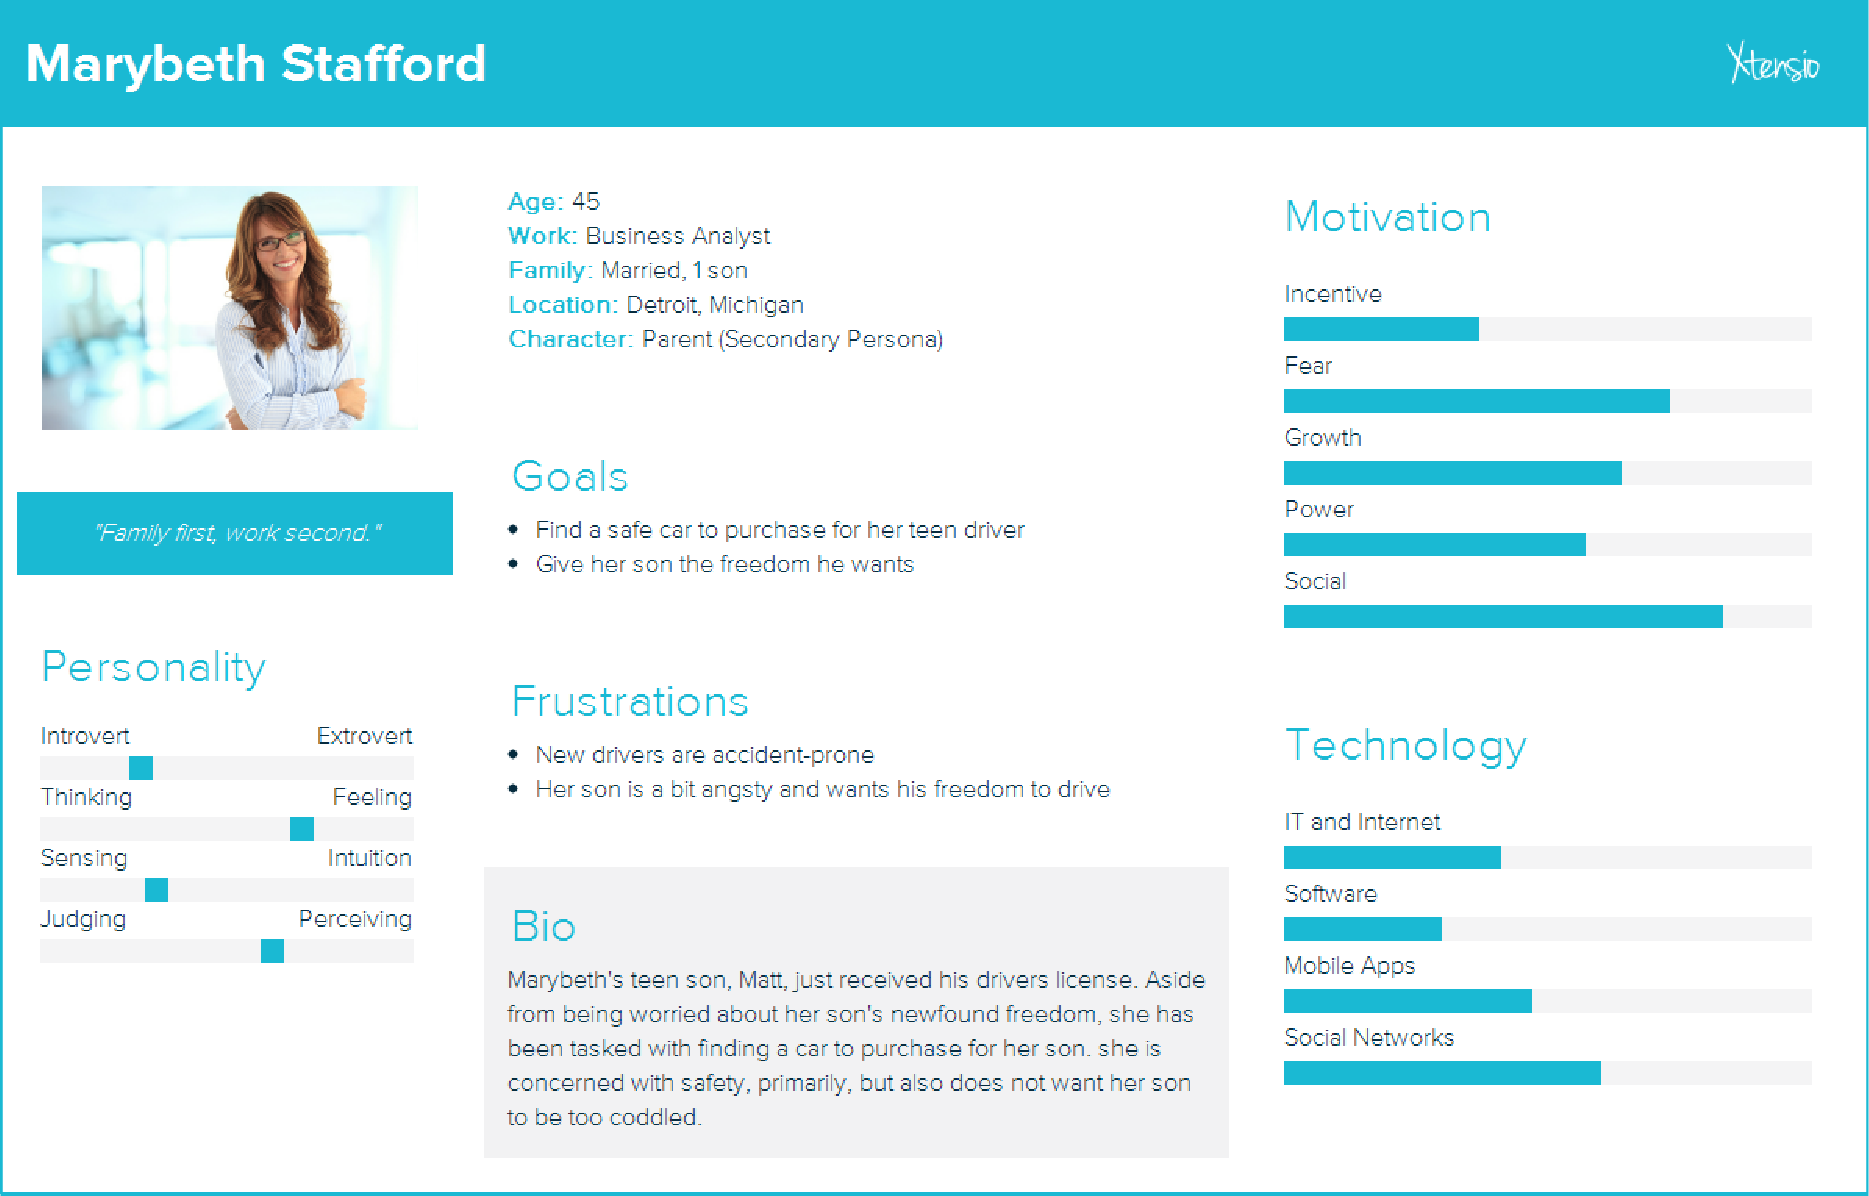 Marybeth Stafford
Xtensio
"Family first, work second."
Personality
Introvert Extrovert
Thinking Feeling
Sensing Intuition
Judging Perceiving
Age: 45
Work: Business Analyst
Family: Married, 1 son
Location: Detroit, Michigan
Character: Parent (Secondary Persona)
Goals
• Find a safe car to purchase for her teen driver
• Give her son the freedom he wants
Frustrations
• New drivers are accident-prone
• Her son is a bit angsty and wants his freedom to drive
Bio
Marybeth's teen son, Matt, just received his drivers license. Aside
from being worried about her son's newfound freedom, she has
been tasked with finding a car to purchase for her son. she is
concerned with safety, primarily, but also does not want her son
to be too coddled.
Motivation
Incentive
Fear
Growth
Power
Social
Technology
IT and Internet
Software
Mobile Apps
Social Networks